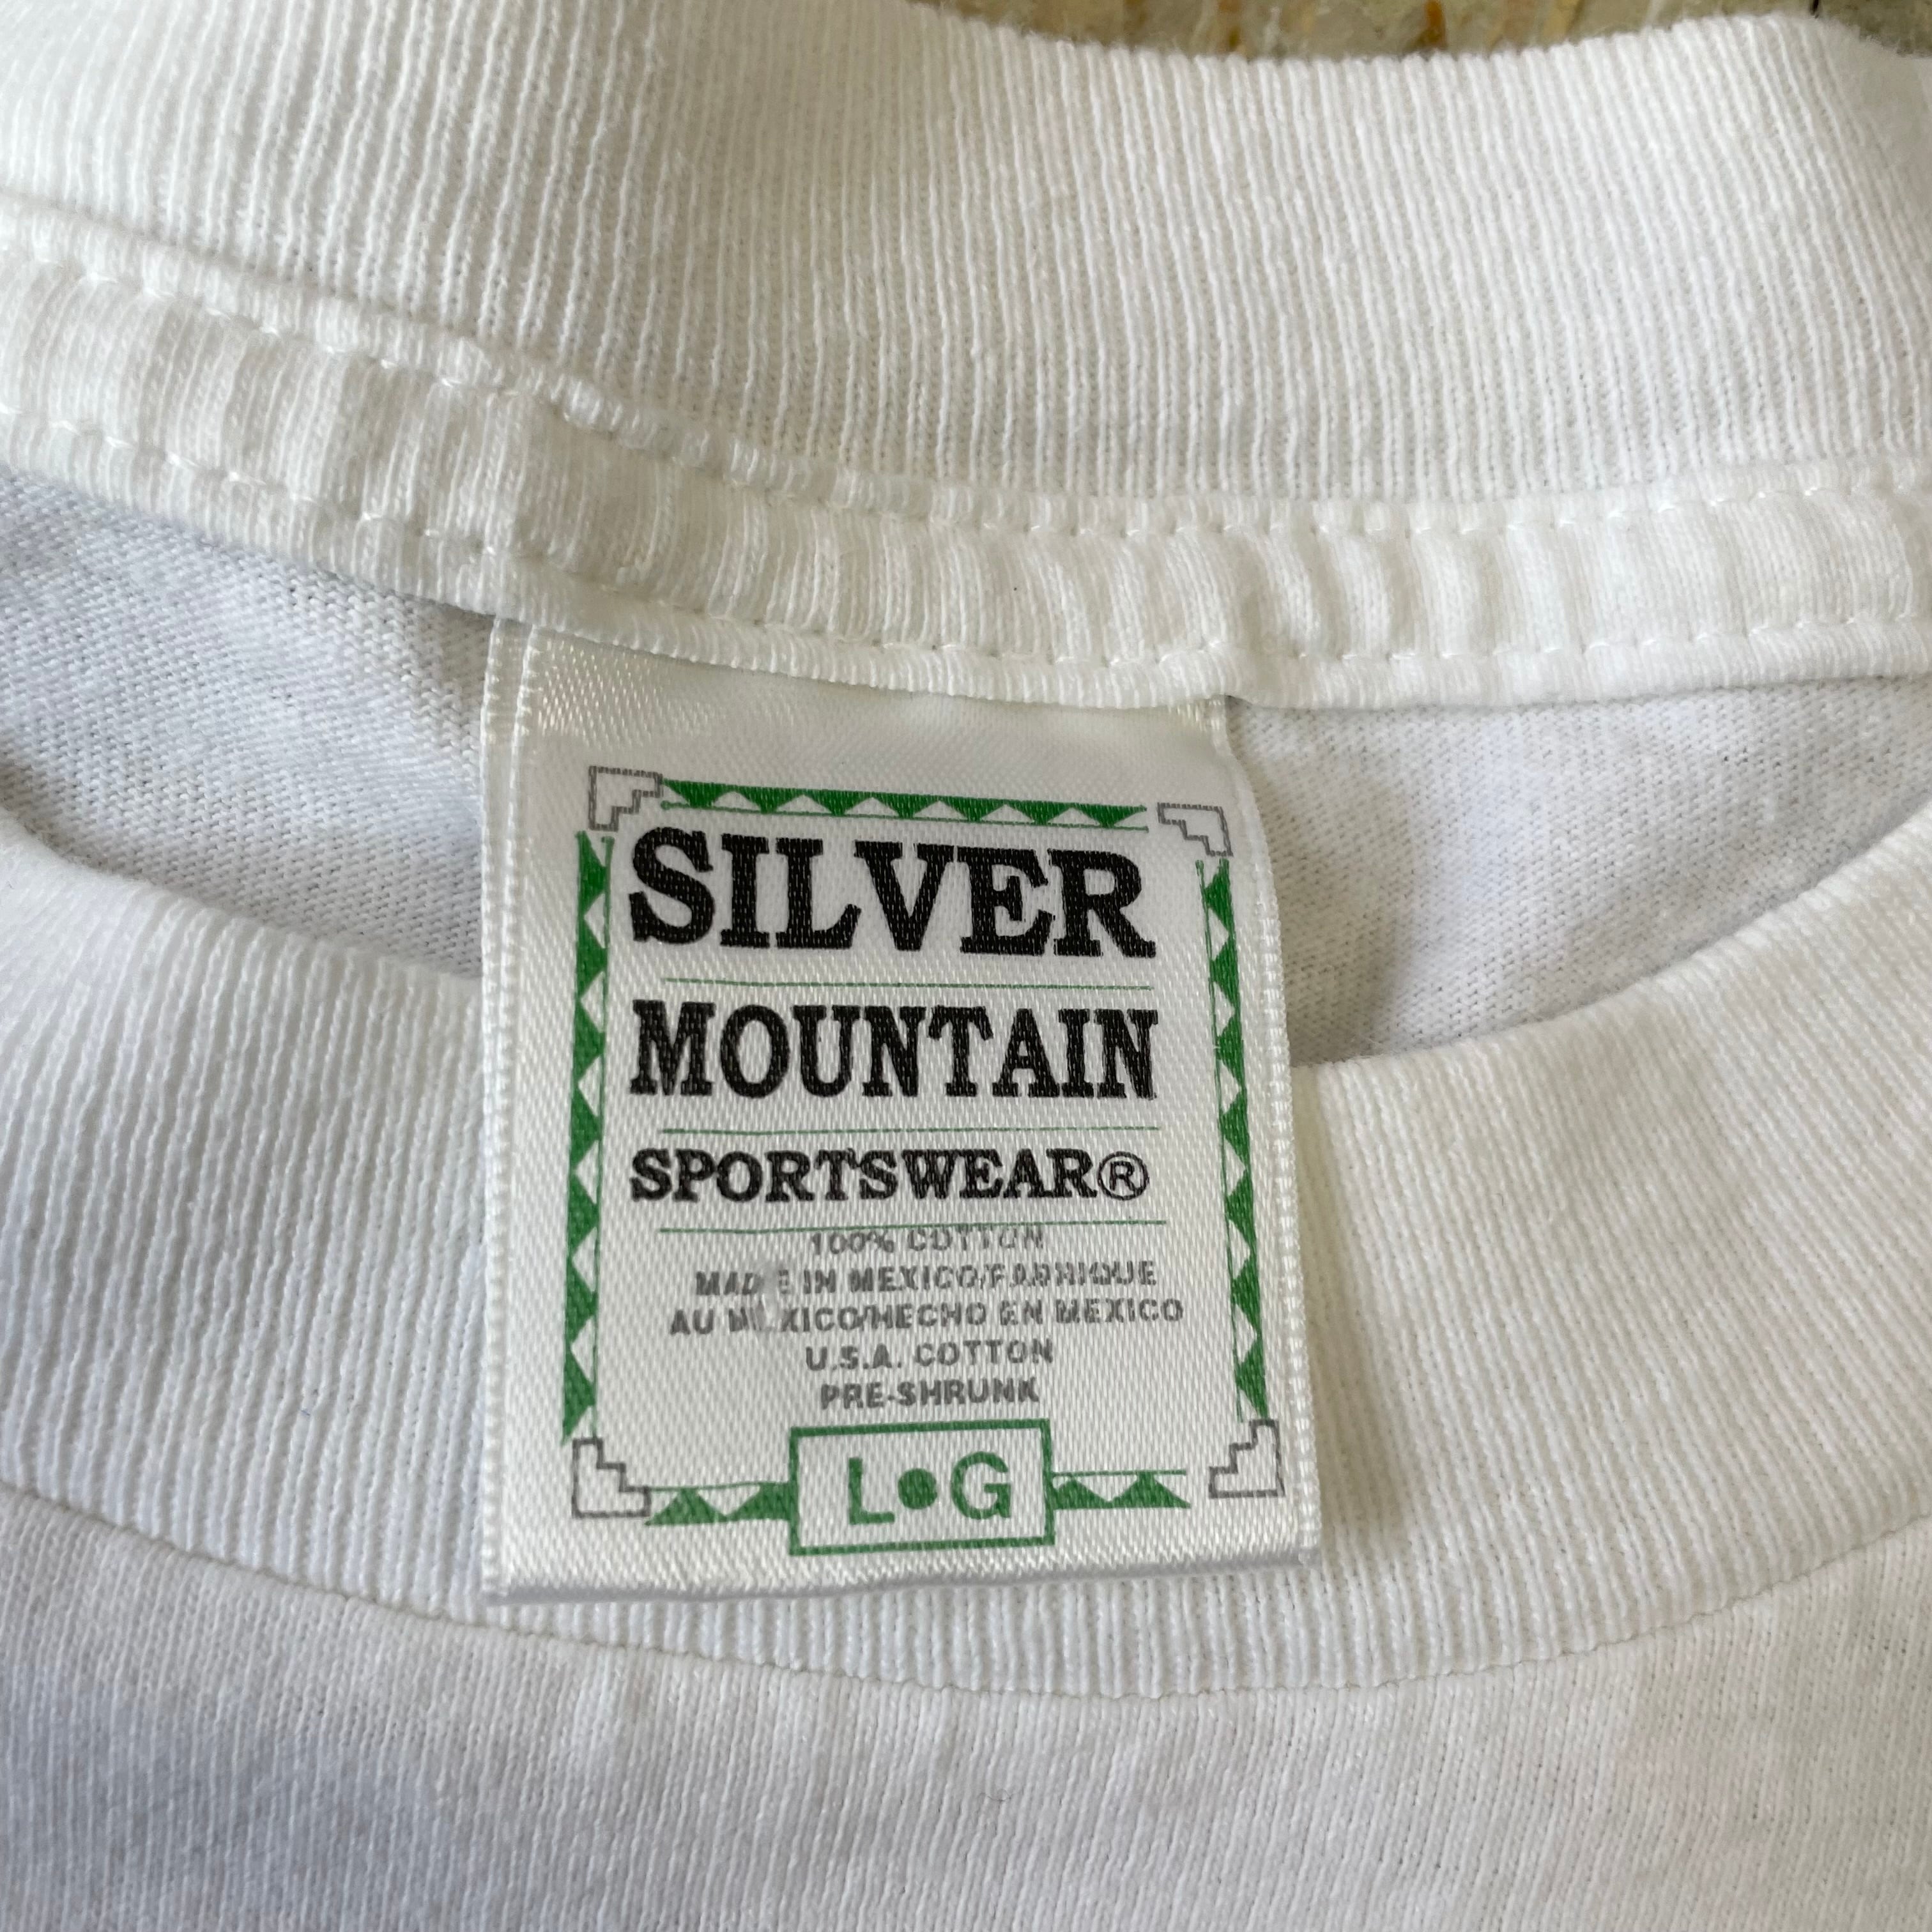 SILVER
MOUNTAIN
SPORTSWEAR®
100% COTTON
MADE IN MEXICO/FABRIQUE
AU MEXICO/HECHO EN MEXICO
U.S.A. COTTON
PRE-SHRUNK
L•G